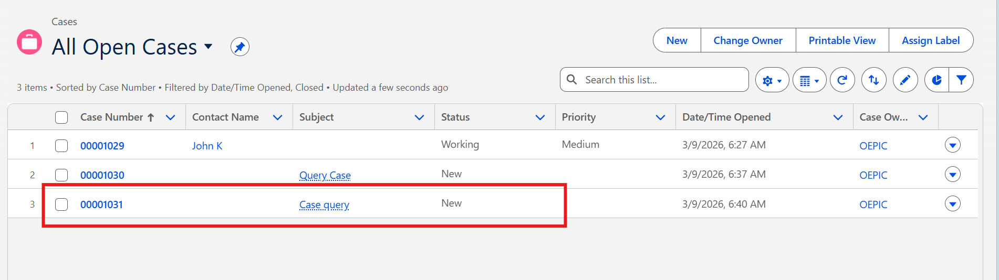 Cases
All Open Cases
New Change Owner Printable View Assign Label
3 items • Sorted by Case Number • Filtered by Date/Time Opened, Closed • Updated a few seconds ago
Search this list...
Case Number Contact Name Subject Status Priority Date/Time Opened Case Ow...
1 00001029 John K Working Medium 3/9/2026, 6:27 AM OEPIC
2 00001030 Query Case New 3/9/2026, 6:37 AM OEPIC
3 00001031 Case query New 3/9/2026, 6:40 AM OEPIC